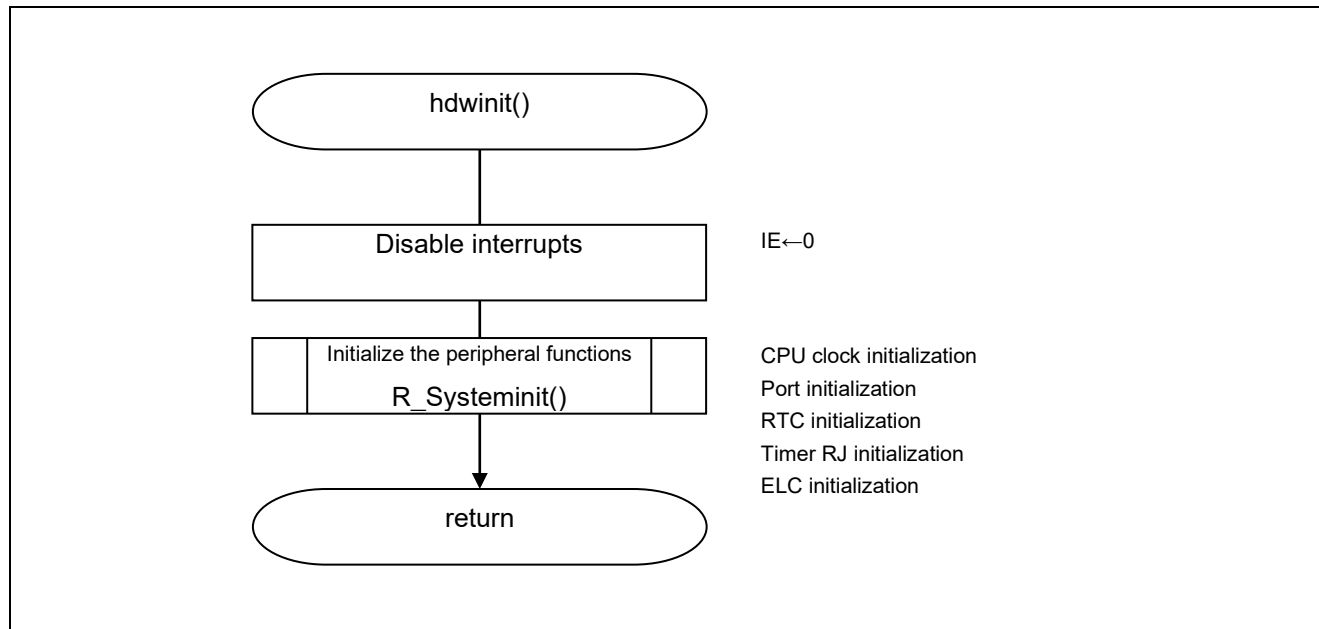 hdwinit()
Disable interrupts
IE←0
Initialize the peripheral functions
R_Systeminit()
CPU clock initialization
Port initialization
RTC initialization
Timer RJ initialization
ELC initialization
return